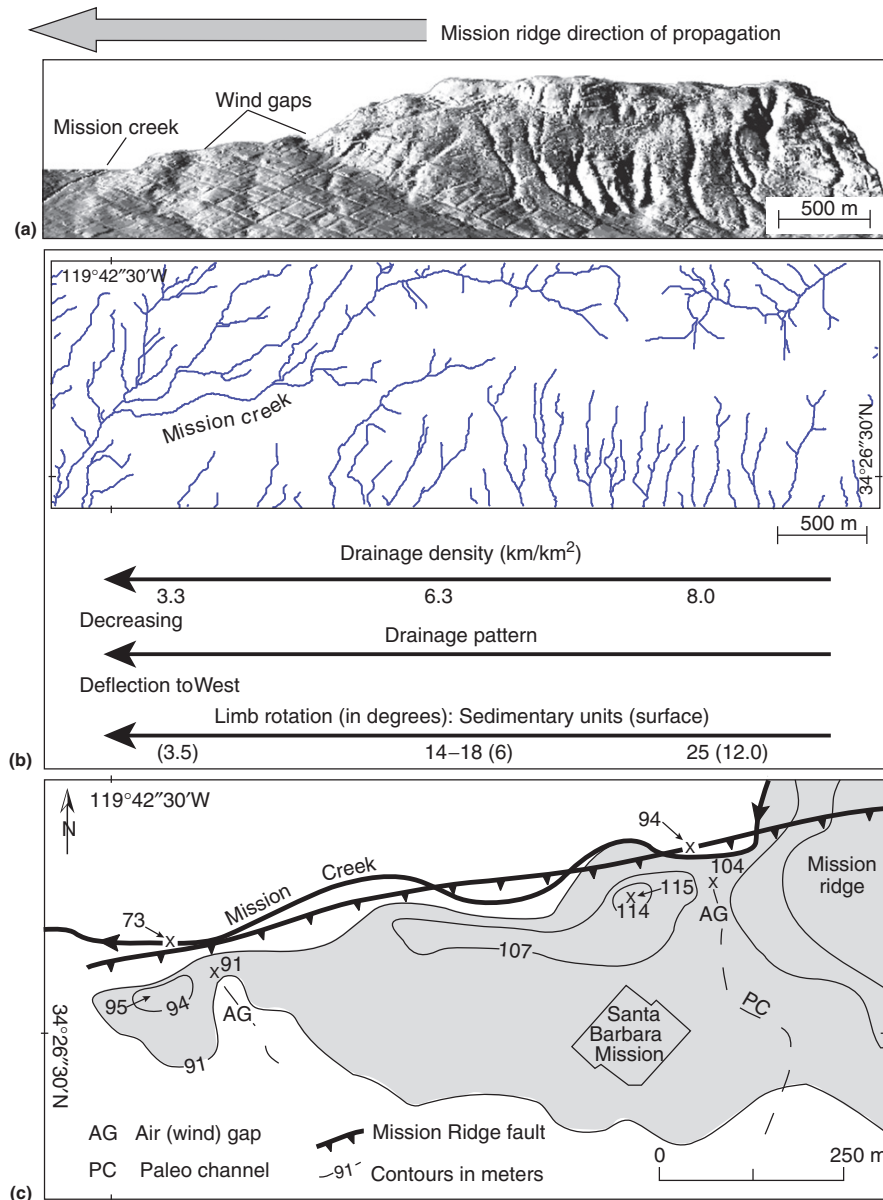 Mission ridge direction of propagation
Wind gaps
Mission creek
500 m
(a)
119°42″30′W
Mission creek
34°26″30′N
500 m
Drainage density (km/km²)
3.3 6.3 8.0
Decreasing
Drainage pattern
Deflection to West
Limb rotation (in degrees): Sedimentary units (surface)
(3.5) 14–18 (6) 25 (12.0)
(b)
119°42″30′W
N
94
104
Mission
ridge
Mission Creek
115
114
AG
73
107
91
95
94
AG
PC
Santa
Barbara
Mission
91
34°26″30′N
AG Air (wind) gap
Mission Ridge fault
0 250 m
PC Paleo channel
91 Contours in meters
(c)